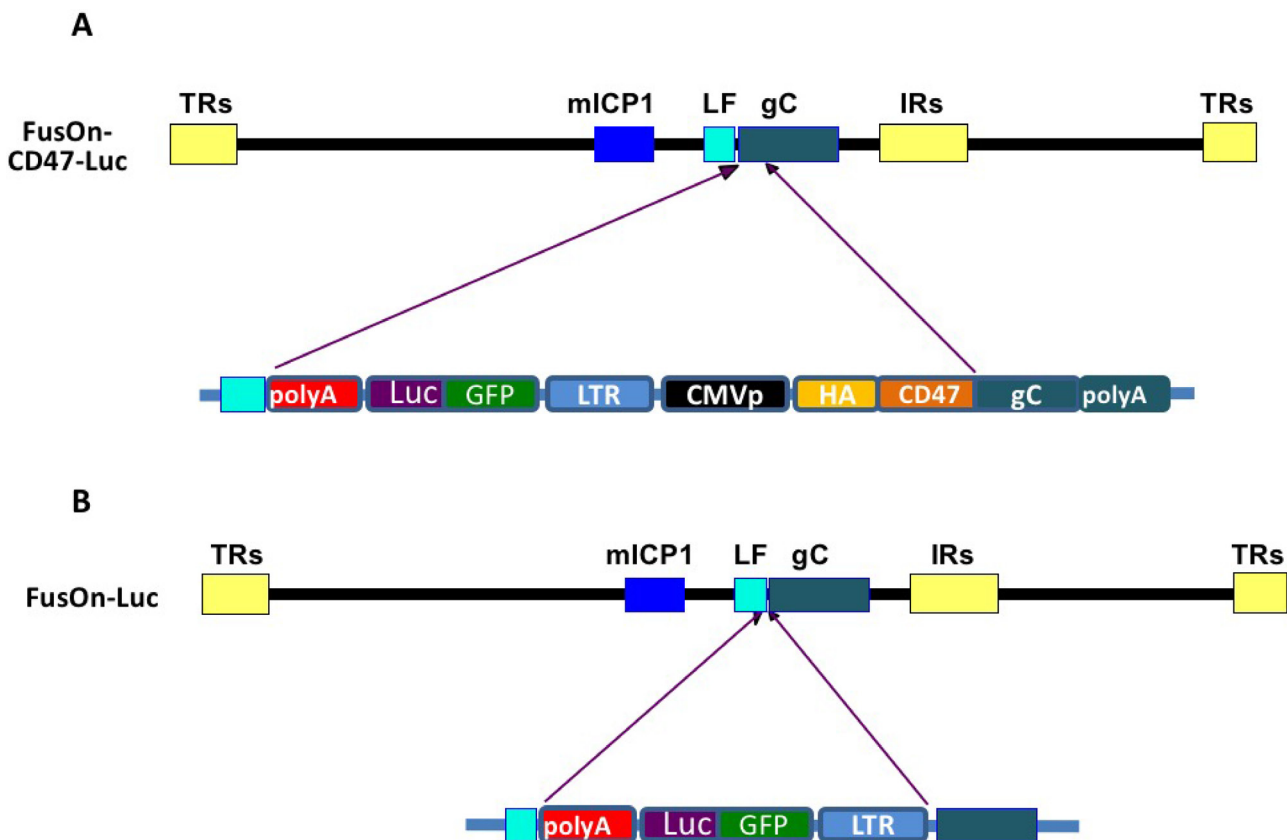 A
TRs mICP1 LF gC IRs TRs
FusOn-
CD47-Luc
polyA Luc GFP LTR CMVp HA CD47 gC polyA
B
TRs mICP1 LF gC IRs TRs
FusOn-Luc
polyA Luc GFP LTR